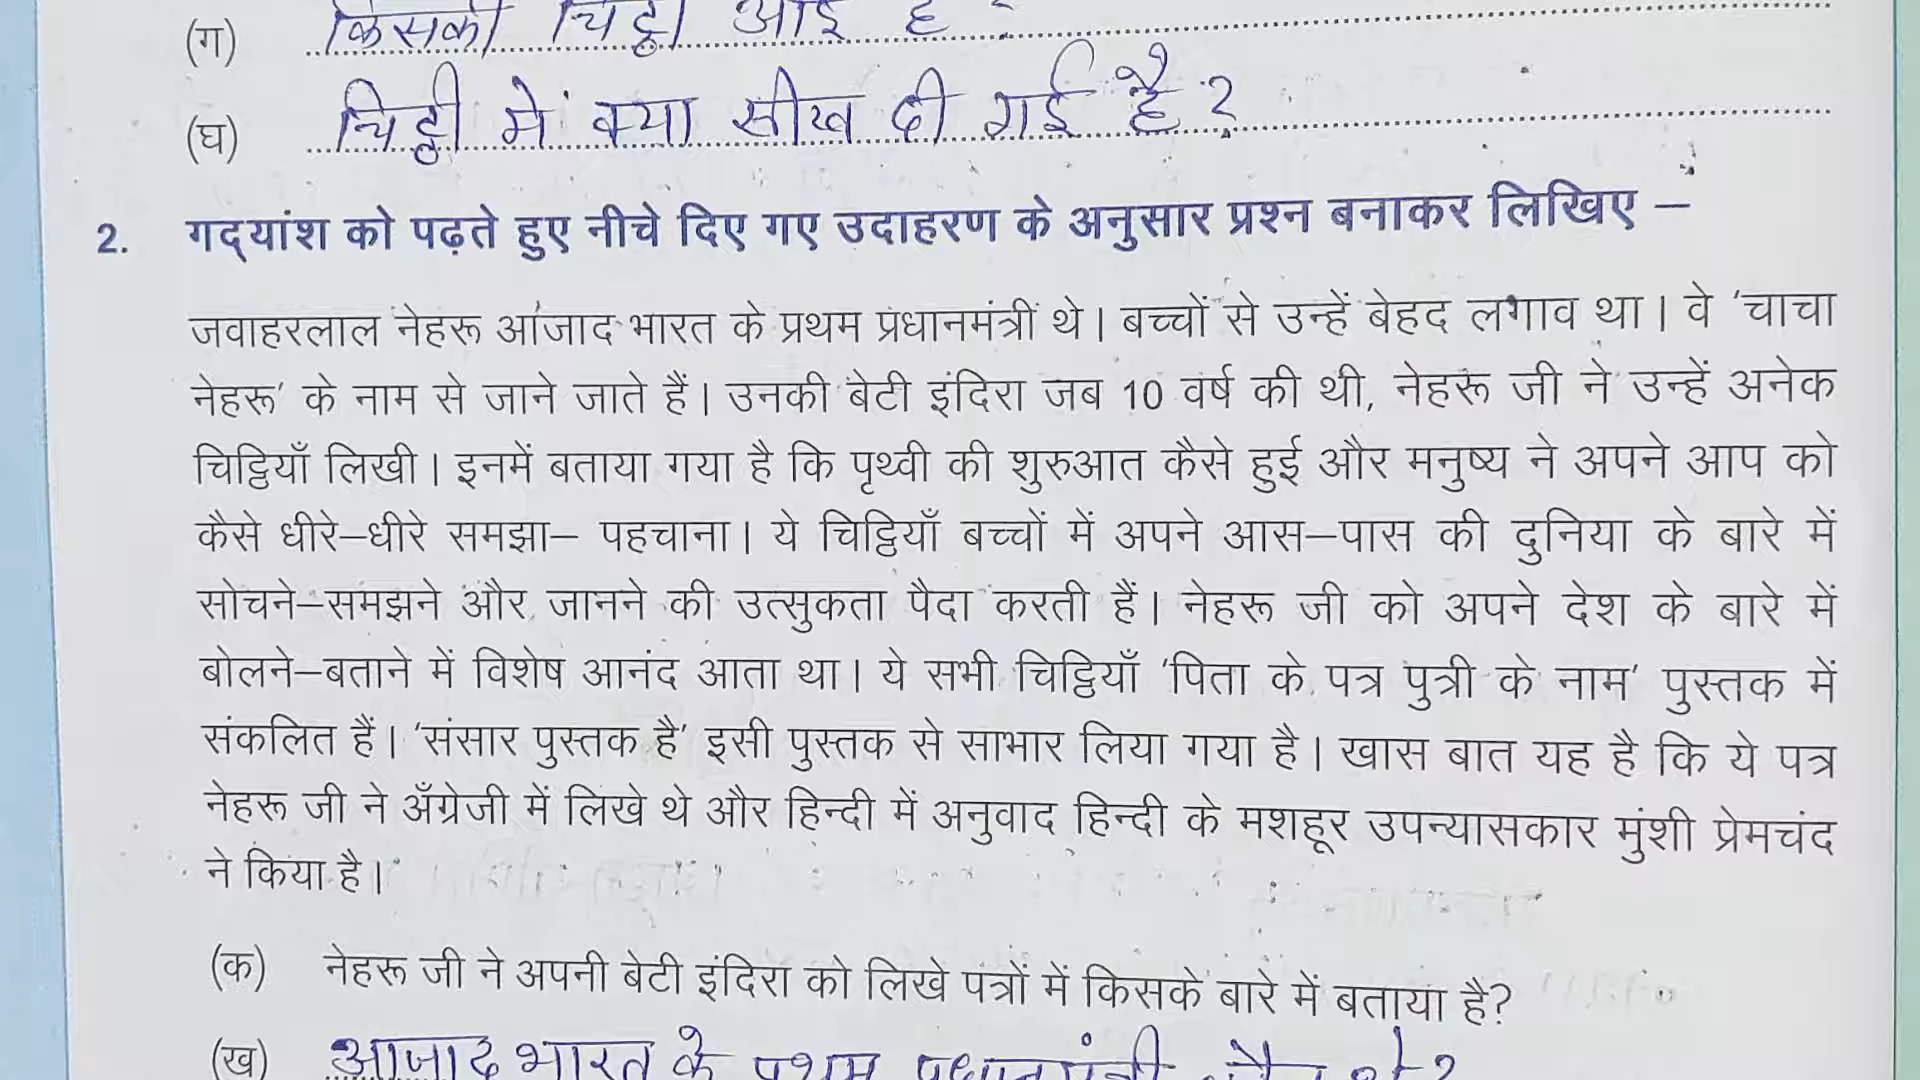 (ग) किसकी चिट्ठी आई है ?
(घ) चिट्ठी में क्या सीख दी गई है ?
2. गद्यांश को पढ़ते हुए नीचे दिए गए उदाहरण के अनुसार प्रश्न बनाकर लिखिए –
जवाहरलाल नेहरू आजाद भारत के प्रथम प्रधानमंत्री थे। बच्चों से उन्हें बेहद लगाव था। वे 'चाचा
नेहरू' के नाम से जाने जाते हैं। उनकी बेटी इंदिरा जब 10 वर्ष की थी, नेहरू जी ने उन्हें अनेक
चिट्ठियाँ लिखी। इनमें बताया गया है कि पृथ्वी की शुरुआत कैसे हुई और मनुष्य ने अपने आप को
कैसे धीरे–धीरे समझा– पहचाना। ये चिट्ठियाँ बच्चों में अपने आस–पास की दुनिया के बारे में
सोचने–समझने और जानने की उत्सुकता पैदा करती हैं। नेहरू जी को अपने देश के बारे में
बोलने–बताने में विशेष आनंद आता था। ये सभी चिट्ठियाँ 'पिता के पत्र पुत्री के नाम' पुस्तक में
संकलित हैं। 'संसार पुस्तक है' इसी पुस्तक से साभार लिया गया है। खास बात यह है कि ये पत्र
नेहरू जी ने अँग्रेजी में लिखे थे और हिन्दी में अनुवाद हिन्दी के मशहूर उपन्यासकार मुंशी प्रेमचंद
ने किया है।
(क) नेहरू जी ने अपनी बेटी इंदिरा को लिखे पत्रों में किसके बारे में बताया है?
(ख) आजाद भारत के प्रथम प्रधानमंत्री कौन थे?